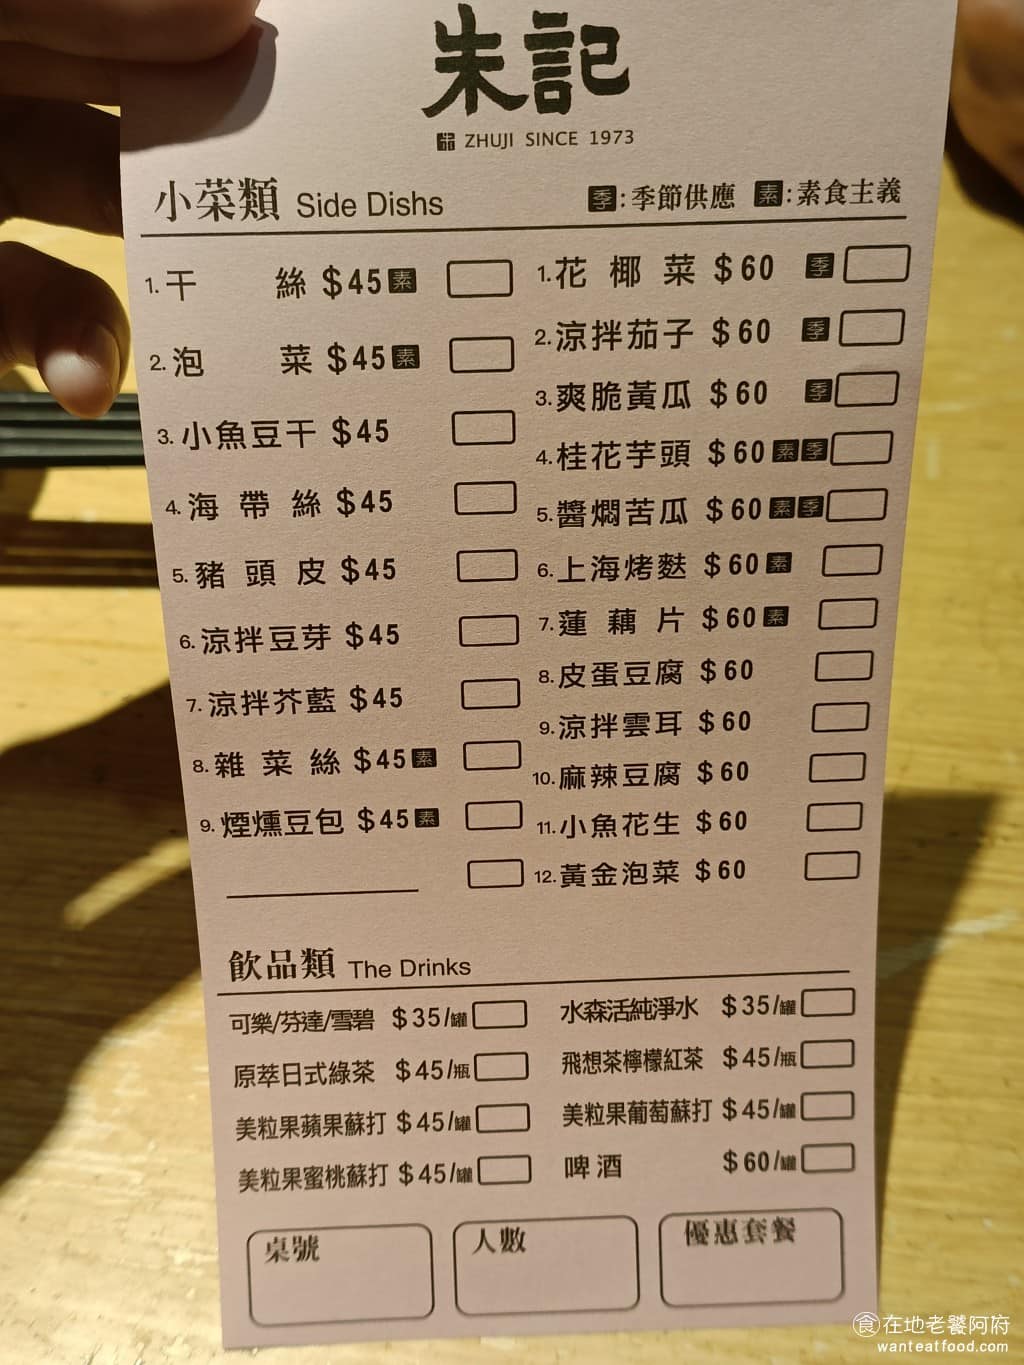 朱記
ZHUJI SINCE 1973
小菜類 Side Dishs 季:季節供應 素:素食主義
1.干絲 $45 素
2.泡菜 $45 素
3.小魚豆干 $45
4.海帶絲 $45
5.豬頭皮 $45
6.涼拌豆芽 $45
7.涼拌芥藍 $45
8.雜菜絲 $45 素
9.煙燻豆包 $45 素
1.花椰菜 $60 季
2.涼拌茄子 $60 季
3.爽脆黃瓜 $60 季
4.桂花芋頭 $60 素 季
5.醬燜苦瓜 $60 素 季
6.上海烤麩 $60 素
7.蓮藕片 $60 素
8.皮蛋豆腐 $60
9.涼拌雲耳 $60
10.麻辣豆腐 $60
11.小魚花生 $60
12.黃金泡菜 $60
飲品類 The Drinks
可樂/芬達/雪碧 $35/罐
原萃日式綠茶 $45/瓶
美粒果蘋果蘇打 $45/罐
美粒果蜜桃蘇打 $45/罐
水森活純淨水 $35/罐
飛想茶檸檬紅茶 $45/瓶
美粒果葡萄蘇打 $45/罐
啤酒 $60/罐
桌號
人數
優惠套餐
食在地老饕阿府
wanteatfood.com